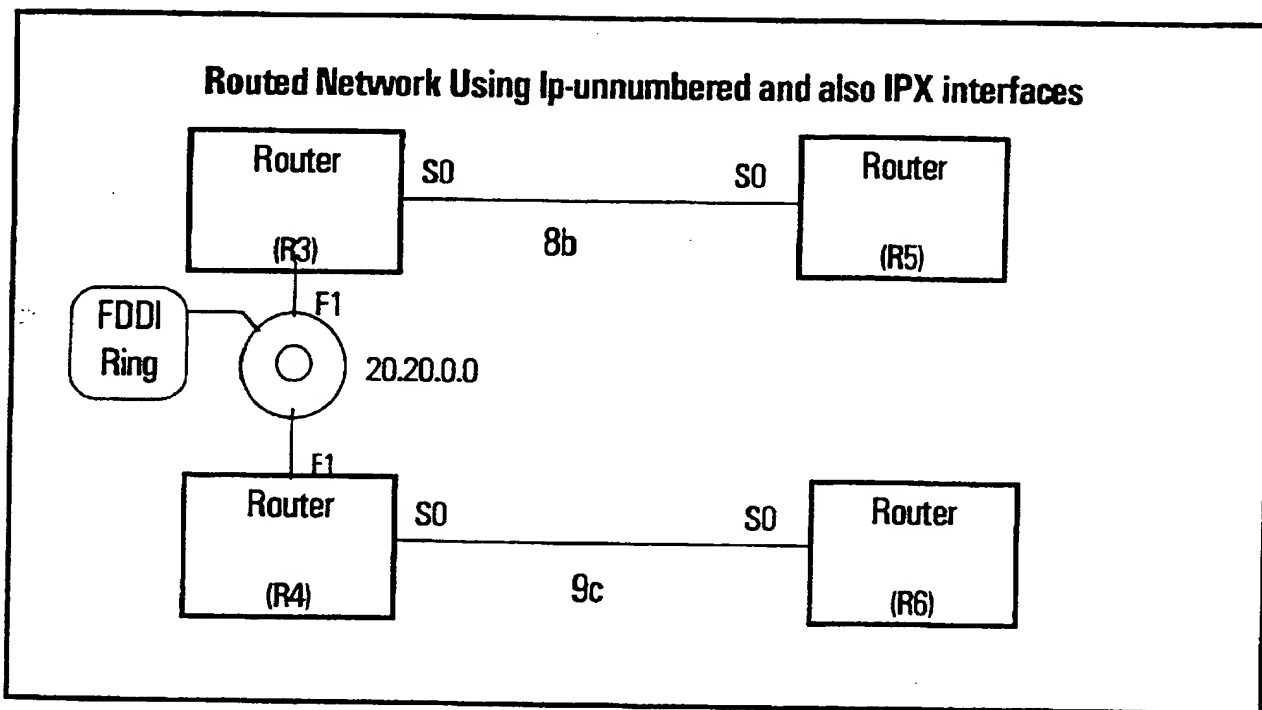 Routed Network Using Ip-unnumbered and also IPX interfaces
Router
(R3)
S0
S0
8b
Router
(R5)
FDDI
Ring
F1
20.20.0.0
F1
Router
(R4)
S0
S0
9c
Router
(R6)